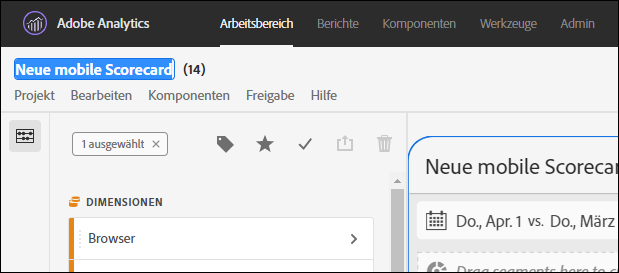 Adobe Analytics Arbeitsbereich Berichte Komponenten Werkzeuge Admin
Neue mobile Scorecard (14)
Projekt Bearbeiten Komponenten Freigabe Hilfe
1 ausgewählt
Neue mobile Scorecar
DIMENSIONEN
Do., Apr. 1 vs. Do., März
Browser
Drag segments here to